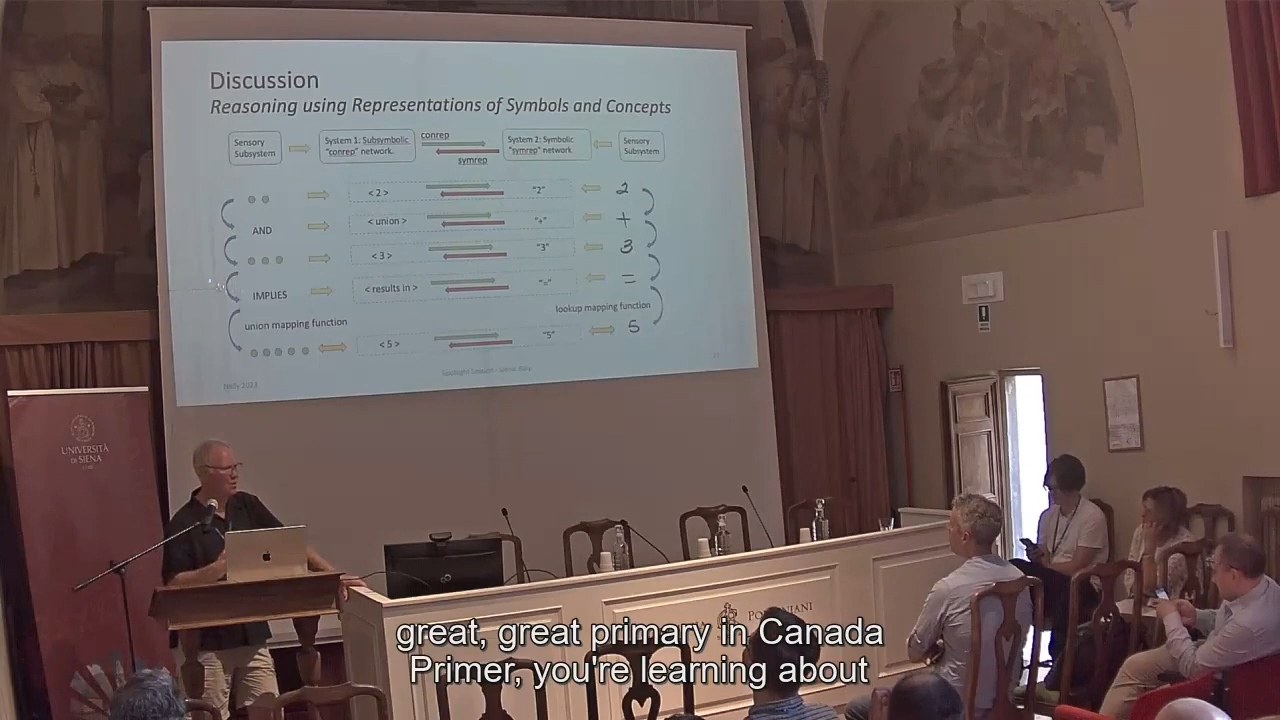 Discussion
Reasoning using Representations of Symbols and Concepts
Sensory
Subsystem
System 1: Subsymbolic
"conrep" network.
conrep
symrep
System 2: Symbolic
"symrep" network
Sensory
Subsystem
< 2 >
"2"
2
AND
< union >
"+"
+
< 3 >
"3"
3
IMPLIES
< results in >
"="
=
union mapping function
lookup mapping function
< 5 >
"5"
5
UNIVERSITÀ
DI SIENA
great, great primary in Canada
Primer, you're learning about